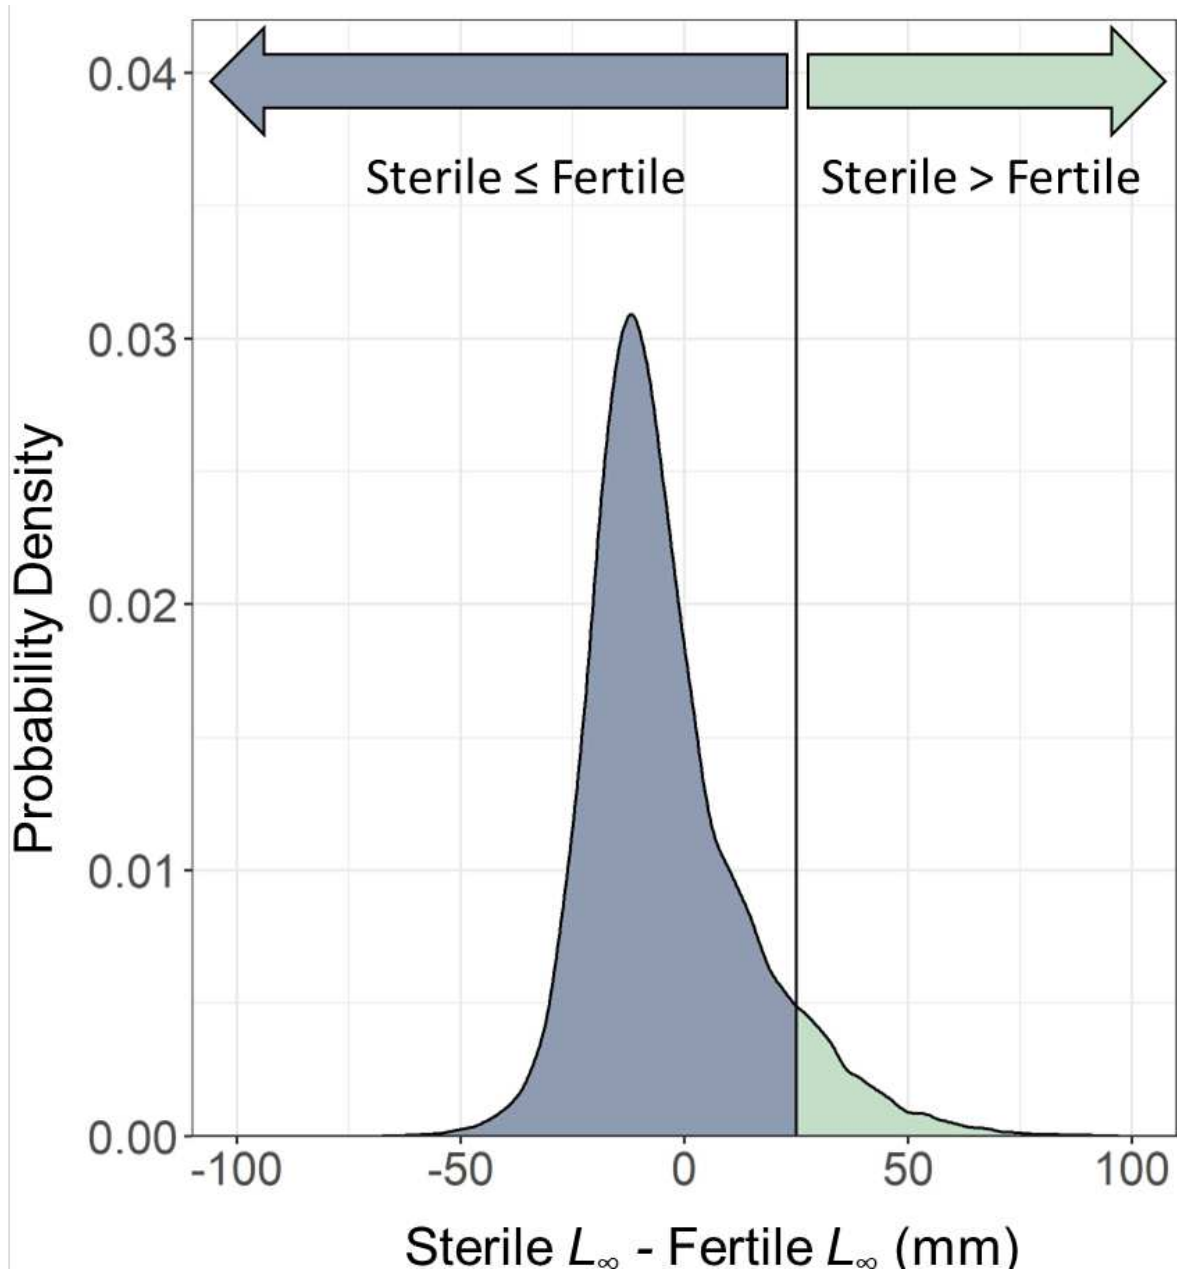 Sterile ≤ Fertile
Sterile > Fertile
0.04
0.03
0.02
0.01
0.00
-100
-50
0
50
100
Probability Density
Sterile L∞ - Fertile L∞ (mm)